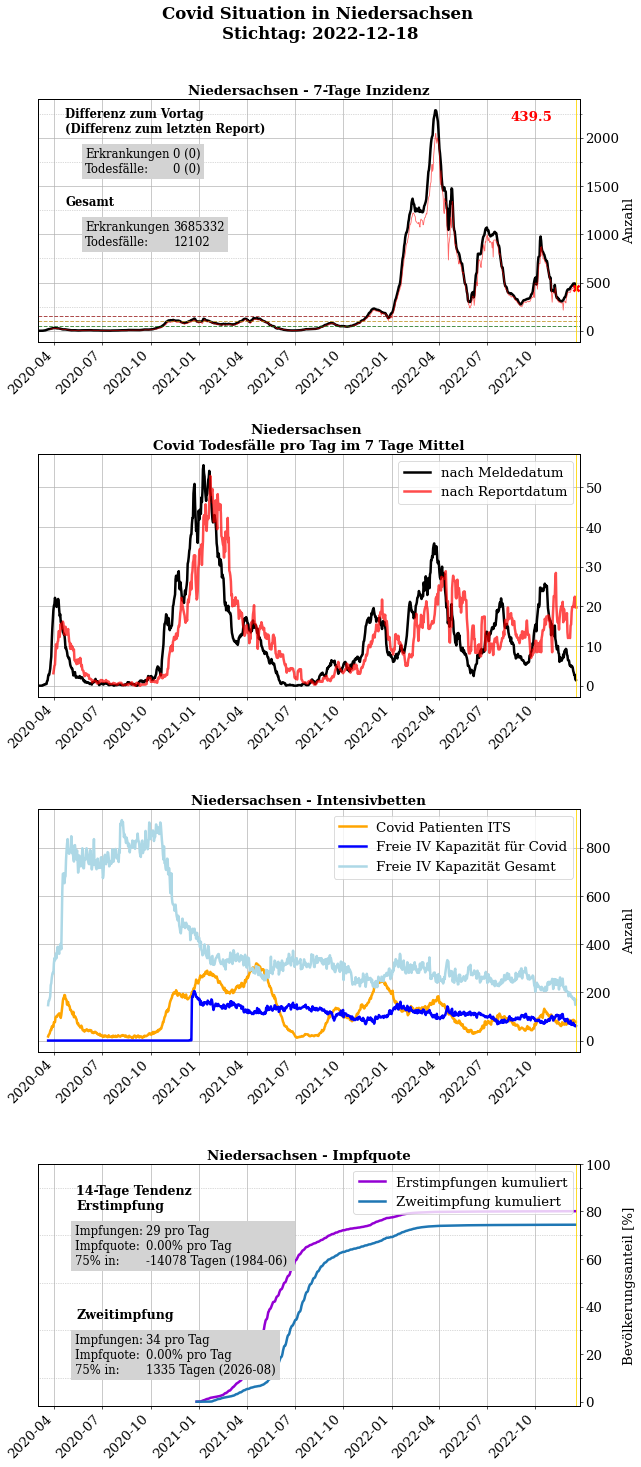 Covid Situation in Niedersachsen
Stichtag: 2022-12-18
Niedersachsen - 7-Tage Inzidenz
Differenz zum Vortag
(Differenz zum letzten Report)
Erkrankungen 0 (0)
Todesfälle: 0 (0)
Gesamt
Erkrankungen 3685332
Todesfälle: 12102
439.5
2000
1500
1000
500
0
Anzahl
2020-04 2020-07 2020-10 2021-01 2021-04 2021-07 2021-10 2022-01 2022-04 2022-07 2022-10
Niedersachsen
Covid Todesfälle pro Tag im 7 Tage Mittel
nach Meldedatum
nach Reportdatum
50
40
30
20
10
0
2020-04 2020-07 2020-10 2021-01 2021-04 2021-07 2021-10 2022-01 2022-04 2022-07 2022-10
Niedersachsen - Intensivbetten
Covid Patienten ITS
Freie IV Kapazität für Covid
Freie IV Kapazität Gesamt
800
600
400
200
0
Anzahl
2020-04 2020-07 2020-10 2021-01 2021-04 2021-07 2021-10 2022-01 2022-04 2022-07 2022-10
Niedersachsen - Impfquote
14-Tage Tendenz
Erstimpfung
Impfungen: 29 pro Tag
Impfquote: 0.00% pro Tag
75% in: -14078 Tagen (1984-06)
Zweitimpfung
Impfungen: 34 pro Tag
Impfquote: 0.00% pro Tag
75% in: 1335 Tagen (2026-08)
Erstimpfungen kumuliert
Zweitimpfung kumuliert
100
80
60
40
20
0
Bevölkerungsanteil [%]
2020-04 2020-07 2020-10 2021-01 2021-04 2021-07 2021-10 2022-01 2022-04 2022-07 2022-10